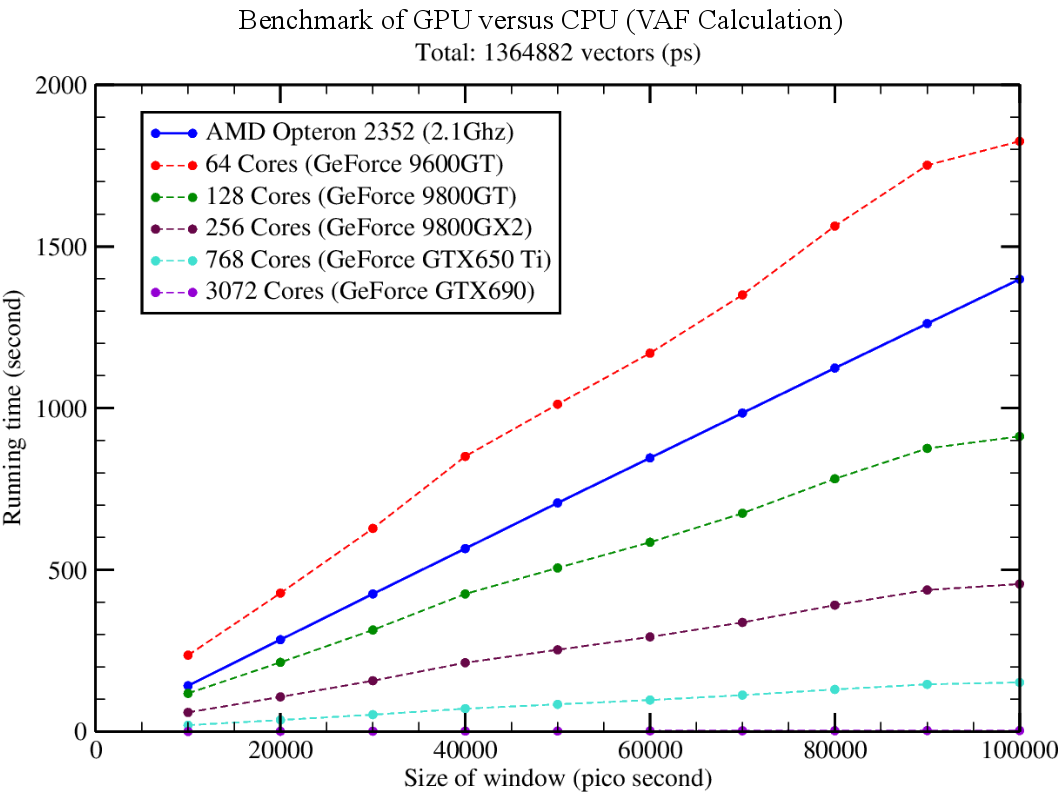 Benchmark of GPU versus CPU (VAF Calculation)
Total: 1364882 vectors (ps)
2000
1500
1000
500
0
Running time (second)
AMD Opteron 2352 (2.1Ghz)
64 Cores (GeForce 9600GT)
128 Cores (GeForce 9800GT)
256 Cores (GeForce 9800GX2)
768 Cores (GeForce GTX650 Ti)
3072 Cores (GeForce GTX690)
0 20000 40000 60000 80000 100000
Size of window (pico second)